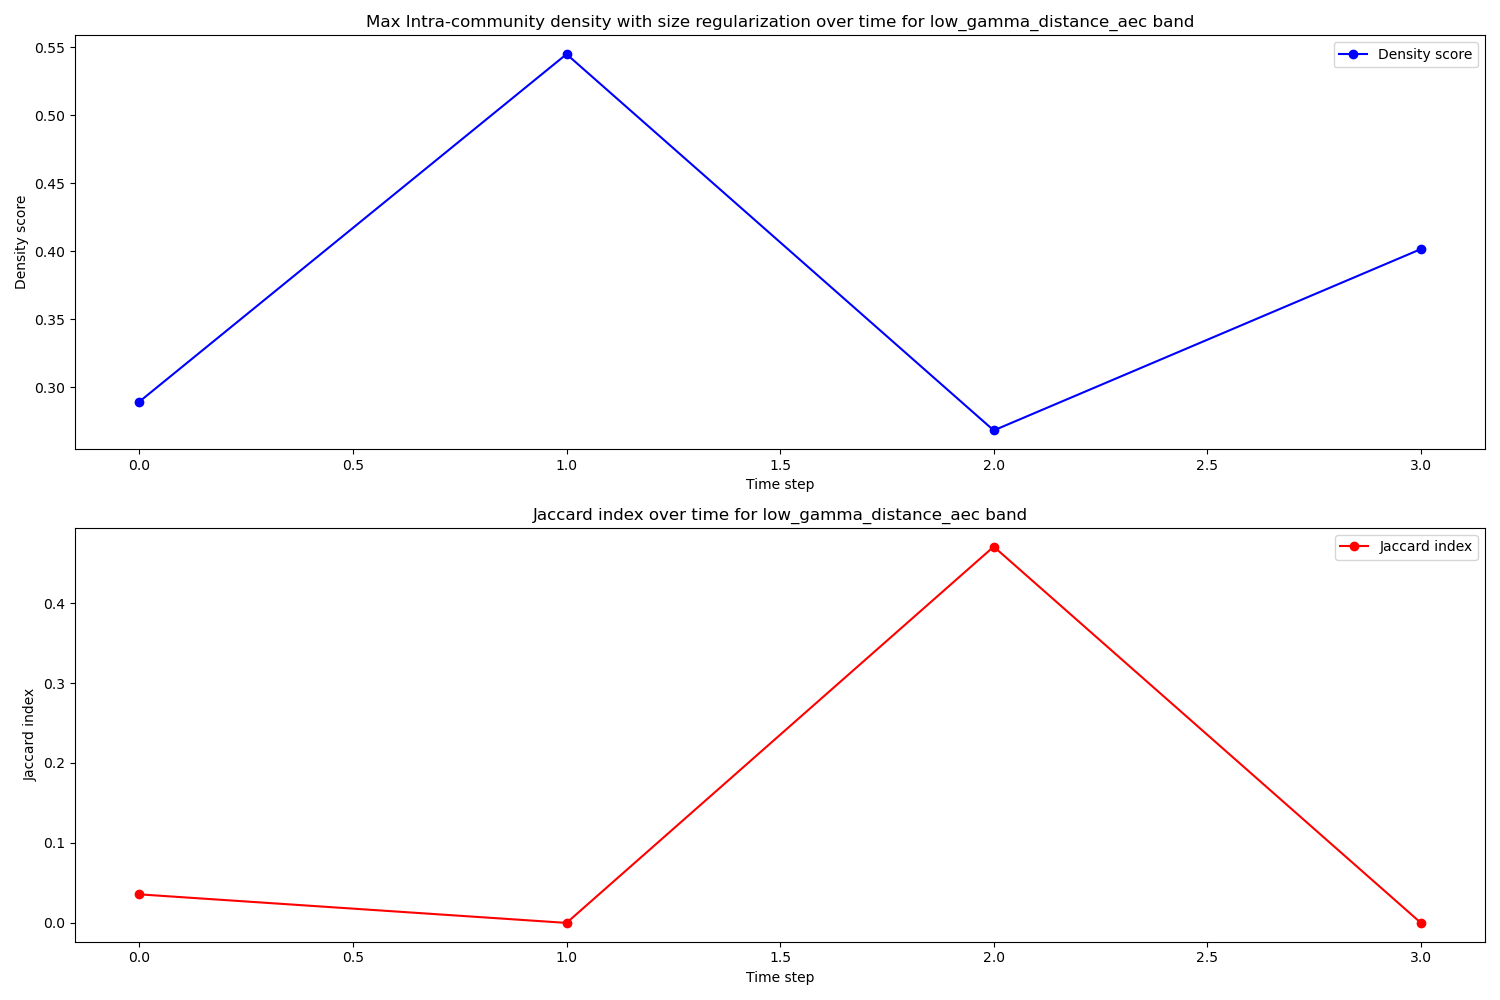 Max Intra-community density with size regularization over time for low_gamma_distance_aec band
Density score
0.55
0.50
0.45
0.40
0.35
0.30
Density score
0.0 0.5 1.0 1.5 2.0 2.5 3.0
Time step
Jaccard index over time for low_gamma_distance_aec band
Jaccard index
0.4
0.3
0.2
0.1
0.0
Jaccard index
0.0 0.5 1.0 1.5 2.0 2.5 3.0
Time step